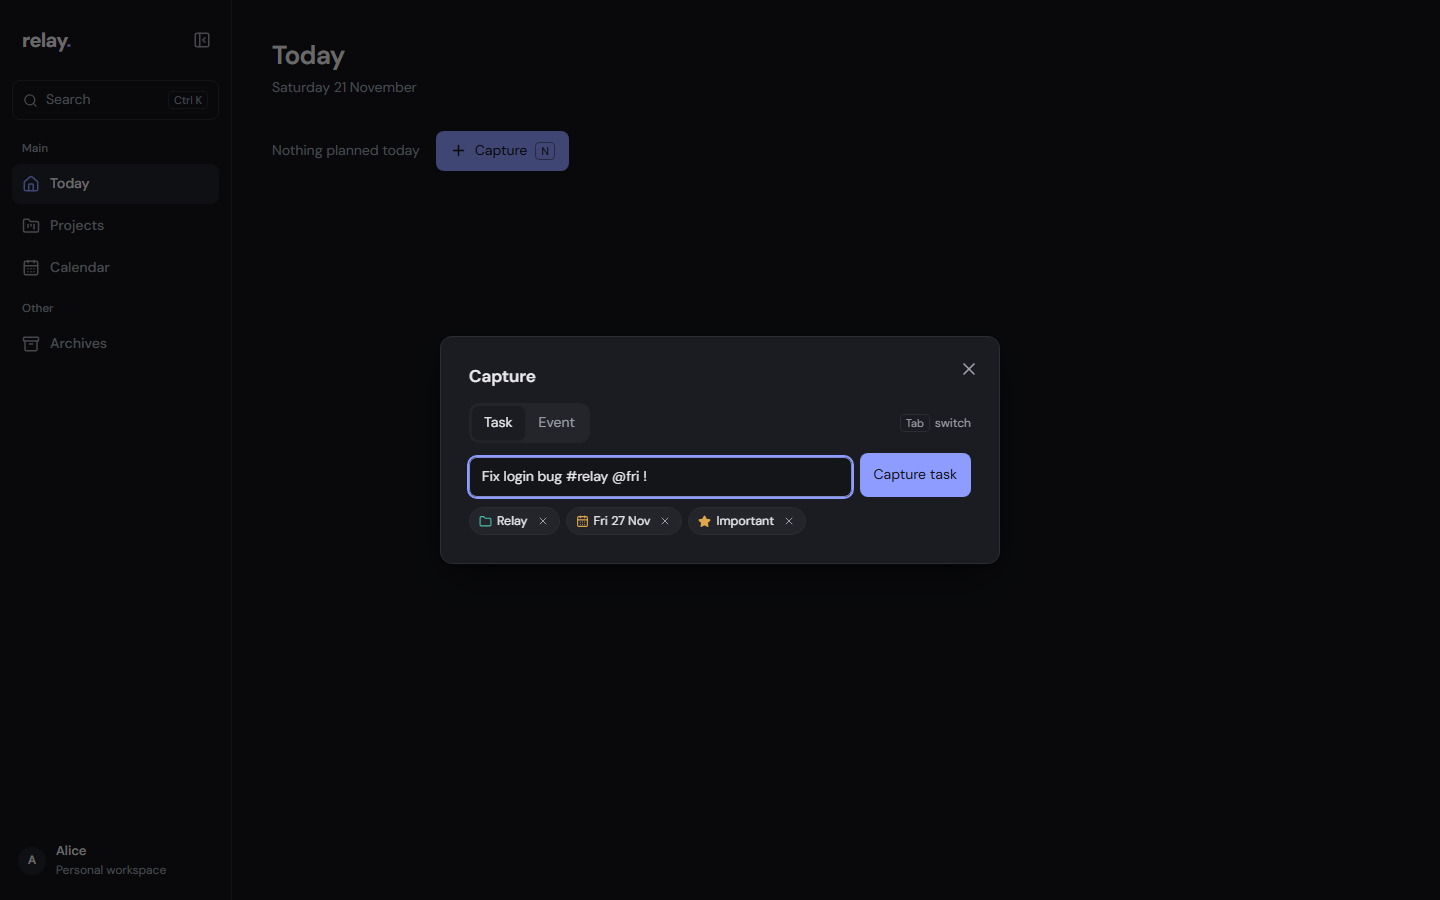 relay.
Search Ctrl K
Main
Today
Projects
Calendar
Other
Archives
A
Alice
Personal workspace
Today
Saturday 21 November
Nothing planned today
Capture N
Capture
Task Event
Tab switch
Fix login bug #relay @fri !
Capture task
Relay
Fri 27 Nov
Important